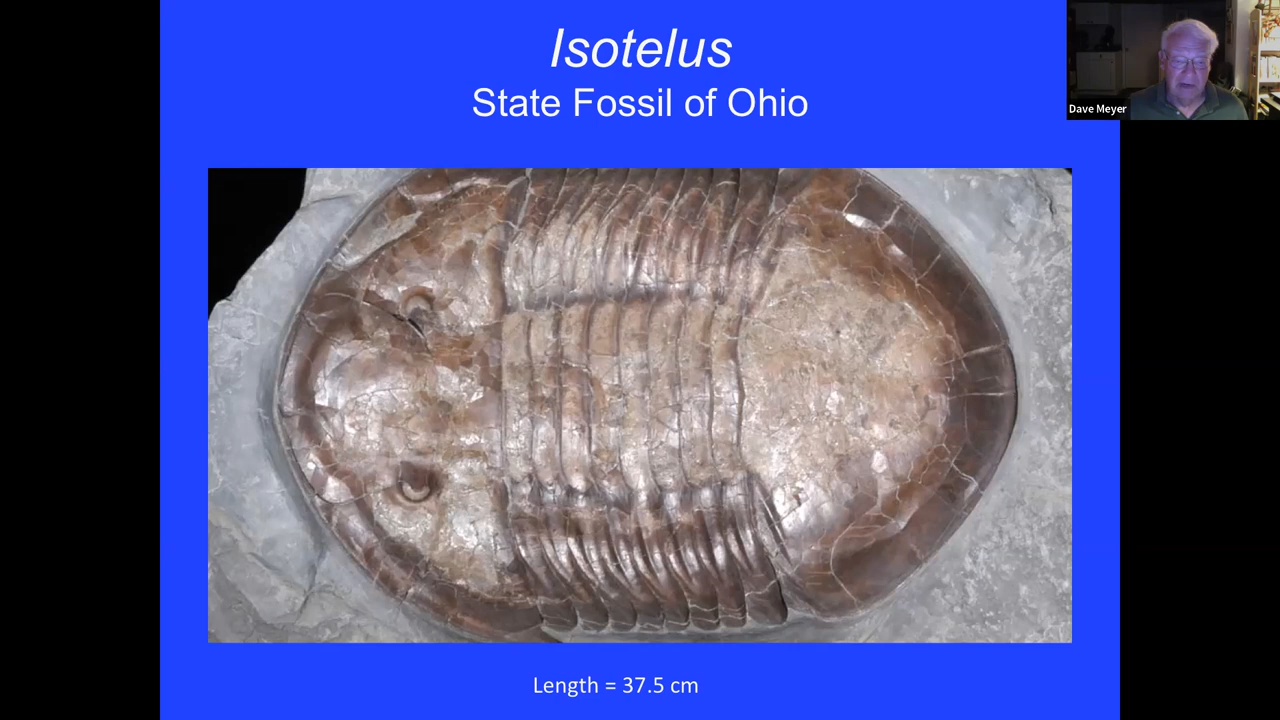 Isotelus
State Fossil of Ohio
Dave Meyer
Length = 37.5 cm